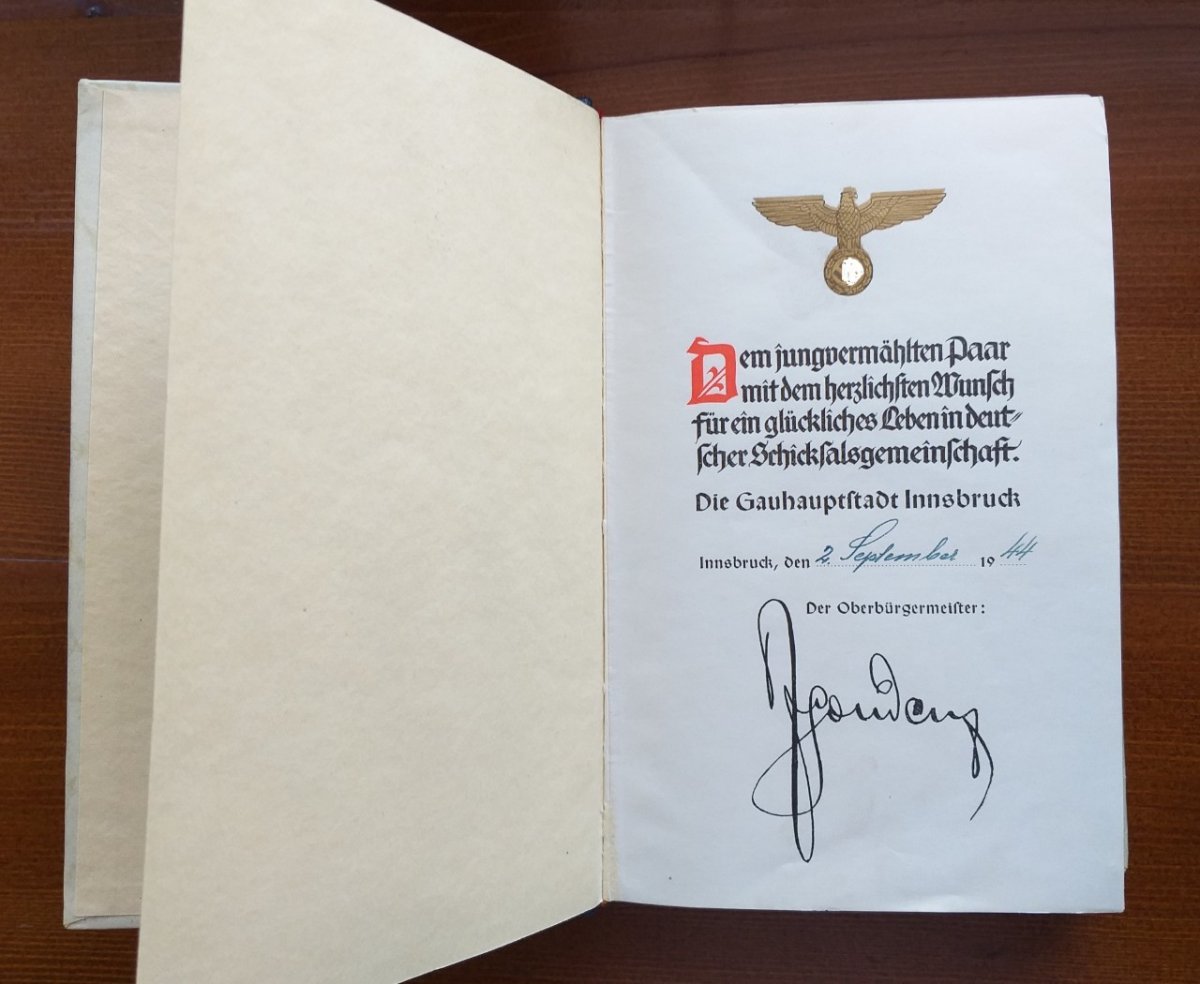 Dem jungvermählten Paar
mit dem herzlichsten Wunsch
für ein glückliches Leben in deut-
scher Schicksalsgemeinschaft.
Die Gauhauptstadt Innsbruck
Innsbruck, den 2. September 1944
Der Oberbürgermeister: